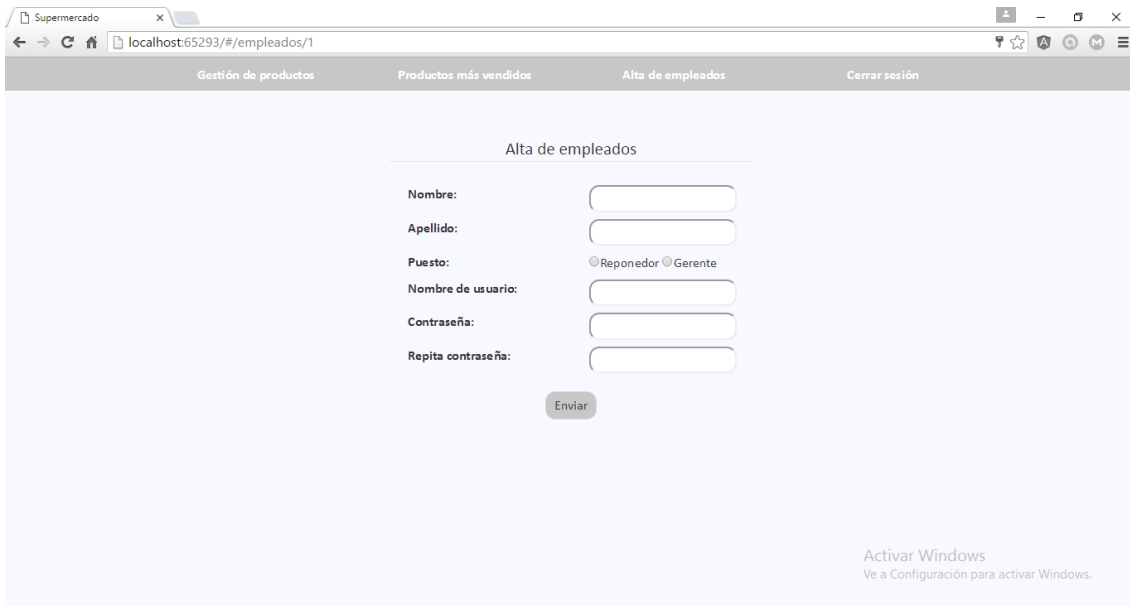 Supermercado
localhost:65293/#/empleados/1
Gestión de productos Productos más vendidos Alta de empleados Cerrar sesión
Alta de empleados
Nombre:
Apellido:
Puesto: Reponedor Gerente
Nombre de usuario:
Contraseña:
Repita contraseña:
Enviar
Activar Windows
Ve a Configuración para activar Windows.